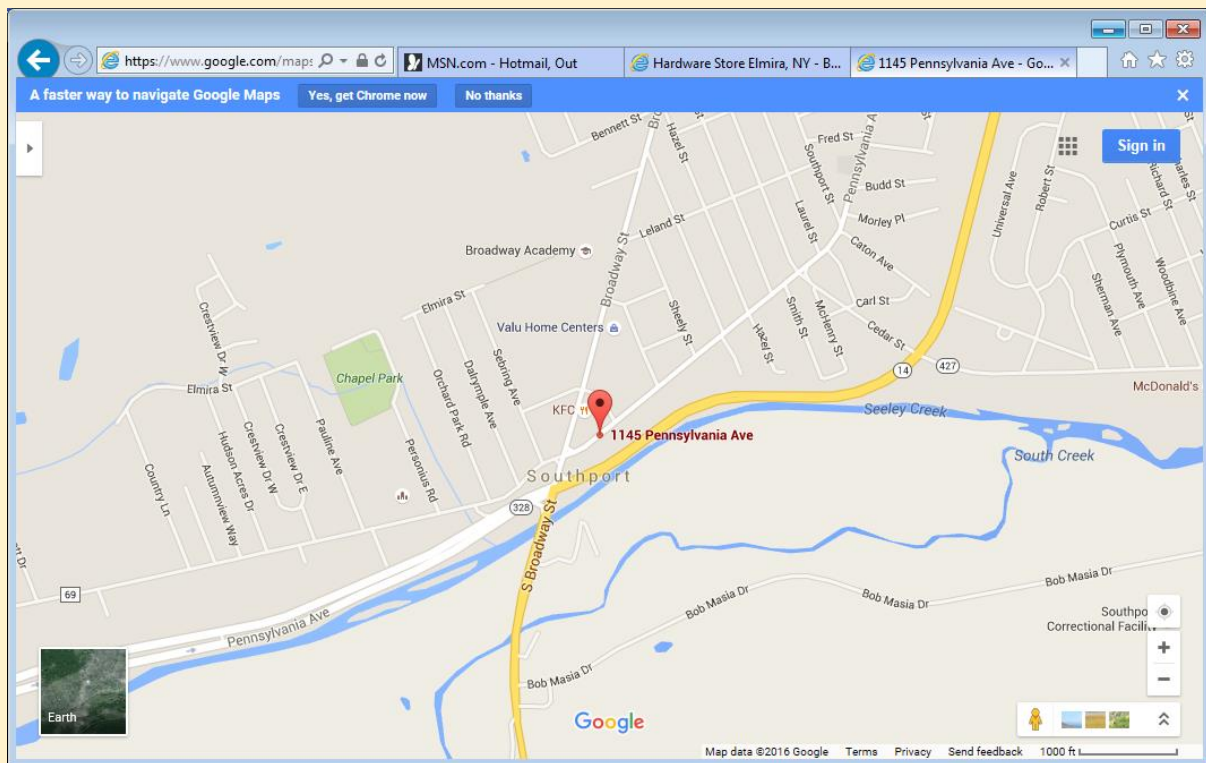 https://www.google.com/maps
MSN.com - Hotmail, Out
Hardware Store Elmira, NY - B...
1145 Pennsylvania Ave - Go...
A faster way to navigate Google Maps
Yes, get Chrome now
No thanks
Sign in
Bennett St
Hazel St
Fred St
Pennsylvania A
Southport St
Budd St
Laurel St
Morley Pl
Leland St
Caton Ave
Universal Ave
Robert St
Richard St
Charles St
Curtis St
Broadway Academy
Broadway St
Plymouth Ave
Woodbine Ave
Sherman Ave
Elmira St
Crestview Dr W
Valu Home Centers
Sheely St
Smith St
McHenry St
Carl St
Hazel St
Cedar St
Sebring Ave
Dalrymple Ave
Orchard Park Rd
Chapel Park
Elmira St
14
427
McDonald's
KFC
Seeley Creek
1145 Pennsylvania Ave
South Creek
Southport
Personius Rd
Pauline Ave
Crestview Dr E
Crestview Dr W
Hudson Acres Dr
Autumnview Way
Country Ln
328
S Broadway St
69
Pennsylvania Ave
Bob Masia Dr
Bob Masia Dr
Bob Masia Dr
Bob Masia Dr
Southpo
Correctional Facility
Earth
Google
Map data ©2016 Google
Terms
Privacy
Send feedback
1000 ft